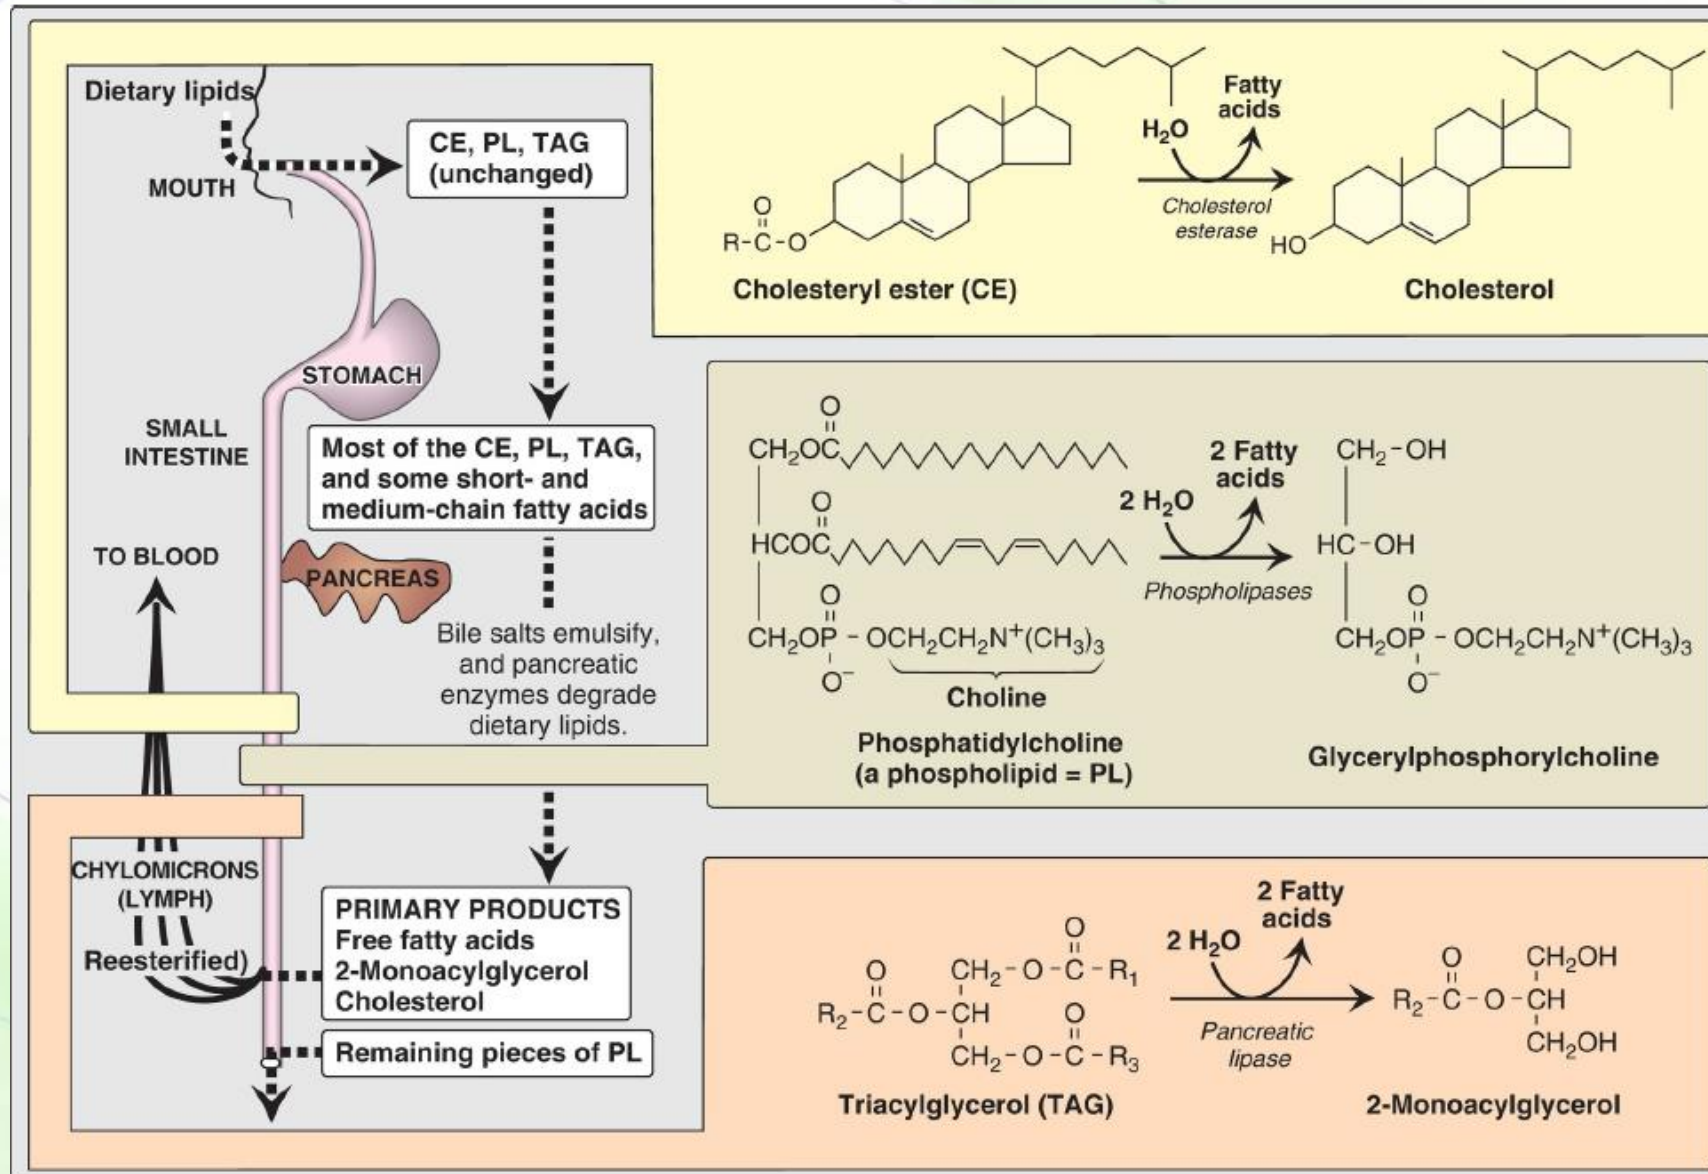 Dietary lipids
MOUTH
CE, PL, TAG
(unchanged)
STOMACH
SMALL
INTESTINE
Most of the CE, PL, TAG,
and some short- and
medium-chain fatty acids
TO BLOOD
PANCREAS
Bile salts emulsify,
and pancreatic
enzymes degrade
dietary lipids.
CHYLOMICRONS
(LYMPH)
Reesterified)
PRIMARY PRODUCTS
Free fatty acids
2-Monoacylglycerol
Cholesterol
Remaining pieces of PL
O
R-C-O
H₂O
Fatty
acids
Cholesterol
esterase
HO
Cholesteryl ester (CE)
Cholesterol
O
CH₂OC
O
HCOC
O
CH₂OP-OCH₂CH₂N⁺(CH₃)₃
O⁻
Choline
Phosphatidylcholine
(a phospholipid = PL)
2 H₂O
2 Fatty
acids
Phospholipases
CH₂-OH
HC-OH
O
CH₂OP-OCH₂CH₂N⁺(CH₃)₃
O⁻
Glycerylphosphorylcholine
O
CH₂-O-C-R₁
O
R₂-C-O-CH
O
CH₂-O-C-R₃
Triacylglycerol (TAG)
2 H₂O
2 Fatty
acids
Pancreatic
lipase
O
CH₂OH
R₂-C-O-CH
CH₂OH
2-Monoacylglycerol